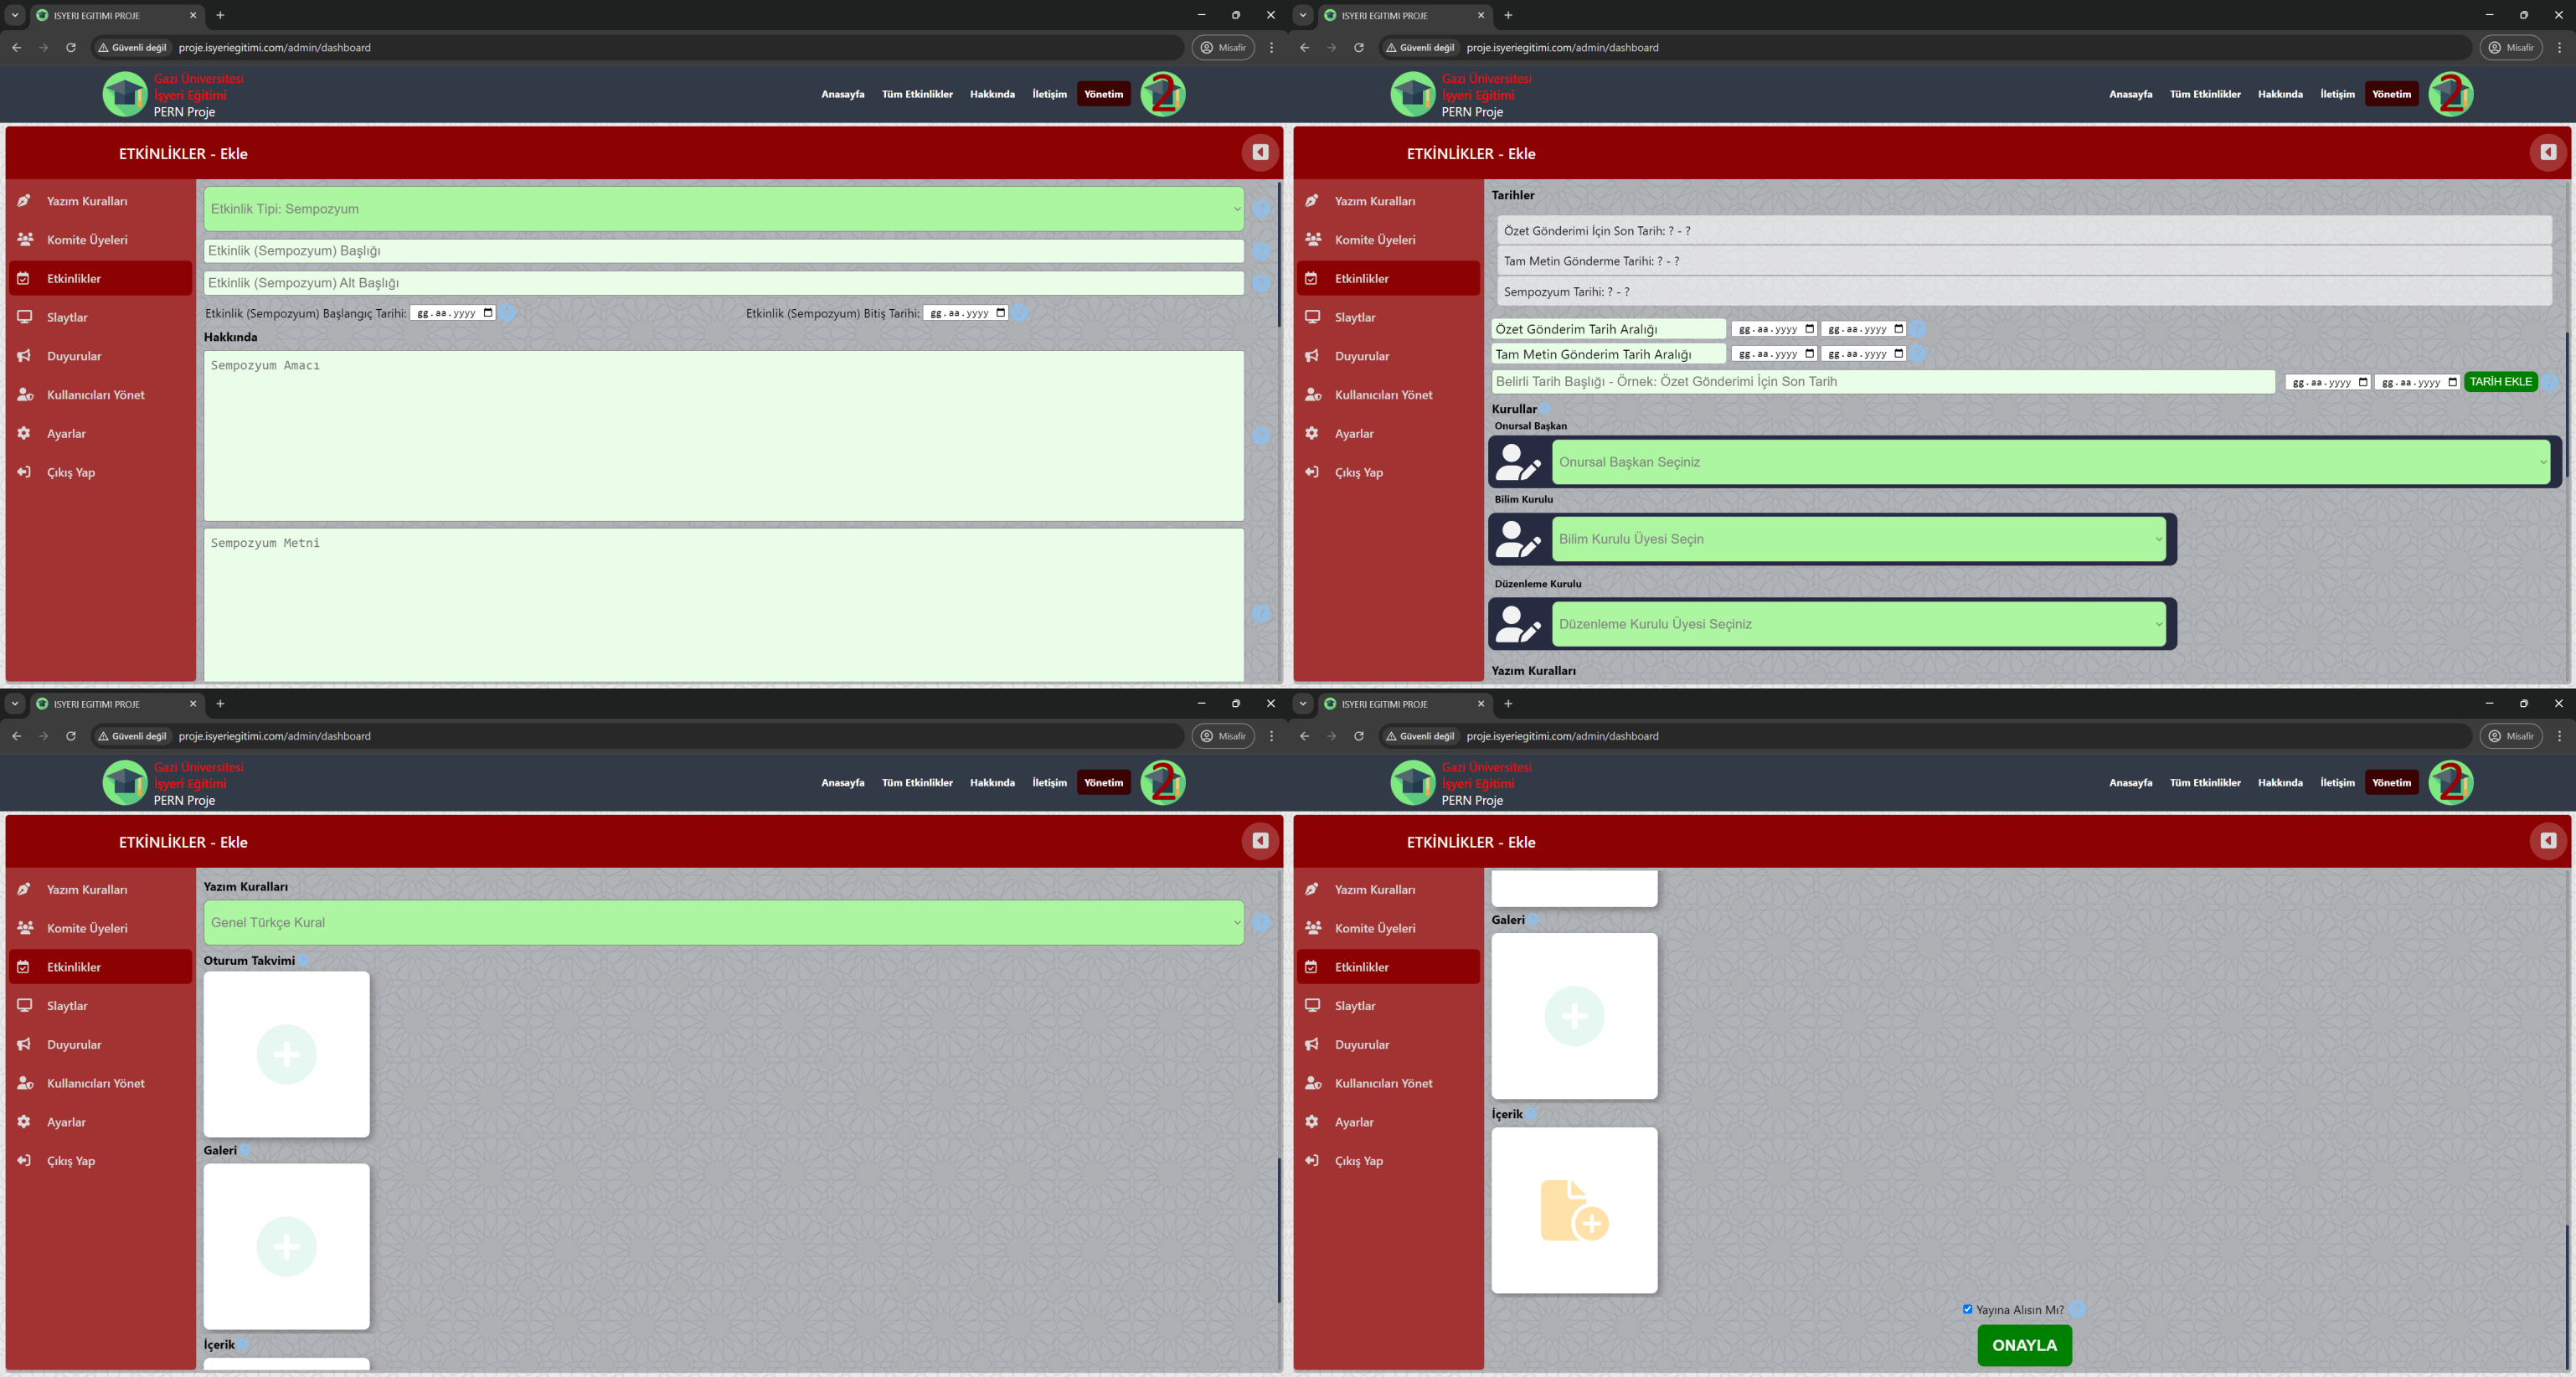 ISYERI EGITIMI PROJE
Güvenli değil
proje.isyeriegitimi.com/admin/dashboard
Misafir
Gazi Üniversitesi
İşyeri Eğitimi
PERN Proje
Anasayfa
Tüm Etkinlikler
Hakkında
İletişim
Yönetim
2
ETKİNLİKLER - Ekle
Yazım Kuralları
Komite Üyeleri
Etkinlikler
Slaytlar
Duyurular
Kullanıcıları Yönet
Ayarlar
Çıkış Yap
Etkinlik Tipi: Sempozyum
Etkinlik (Sempozyum) Başlığı
Etkinlik (Sempozyum) Alt Başlığı
Etkinlik (Sempozyum) Başlangıç Tarihi: gg.aa.yyyy
Etkinlik (Sempozyum) Bitiş Tarihi: gg.aa.yyyy
Hakkında
Sempozyum Amacı
Sempozyum Metni
ISYERI EGITIMI PROJE
Güvenli değil
proje.isyeriegitimi.com/admin/dashboard
Misafir
Gazi Üniversitesi
İşyeri Eğitimi
PERN Proje
Anasayfa
Tüm Etkinlikler
Hakkında
İletişim
Yönetim
2
ETKİNLİKLER - Ekle
Yazım Kuralları
Komite Üyeleri
Etkinlikler
Slaytlar
Duyurular
Kullanıcıları Yönet
Ayarlar
Çıkış Yap
Tarihler
Özet Gönderimi İçin Son Tarih: ? - ?
Tam Metin Gönderme Tarihi: ? - ?
Sempozyum Tarihi: ? - ?
Özet Gönderim Tarih Aralığı gg.aa.yyyy gg.aa.yyyy
Tam Metin Gönderim Tarih Aralığı gg.aa.yyyy gg.aa.yyyy
Belirli Tarih Başlığı - Örnek: Özet Gönderimi İçin Son Tarih gg.aa.yyyy gg.aa.yyyy TARİH EKLE
Kurullar
Onursal Başkan
Onursal Başkan Seçiniz
Bilim Kurulu
Bilim Kurulu Üyesi Seçin
Düzenleme Kurulu
Düzenleme Kurulu Üyesi Seçiniz
Yazım Kuralları
ISYERI EGITIMI PROJE
Güvenli değil
proje.isyeriegitimi.com/admin/dashboard
Misafir
Gazi Üniversitesi
İşyeri Eğitimi
PERN Proje
Anasayfa
Tüm Etkinlikler
Hakkında
İletişim
Yönetim
2
ETKİNLİKLER - Ekle
Yazım Kuralları
Komite Üyeleri
Etkinlikler
Slaytlar
Duyurular
Kullanıcıları Yönet
Ayarlar
Çıkış Yap
Yazım Kuralları
Genel Türkçe Kural
Oturum Takvimi
Galeri
İçerik
ISYERI EGITIMI PROJE
Güvenli değil
proje.isyeriegitimi.com/admin/dashboard
Misafir
Gazi Üniversitesi
İşyeri Eğitimi
PERN Proje
Anasayfa
Tüm Etkinlikler
Hakkında
İletişim
Yönetim
2
ETKİNLİKLER - Ekle
Yazım Kuralları
Komite Üyeleri
Etkinlikler
Slaytlar
Duyurular
Kullanıcıları Yönet
Ayarlar
Çıkış Yap
Galeri
İçerik
Yayına Alısın Mı?
ONAYLA